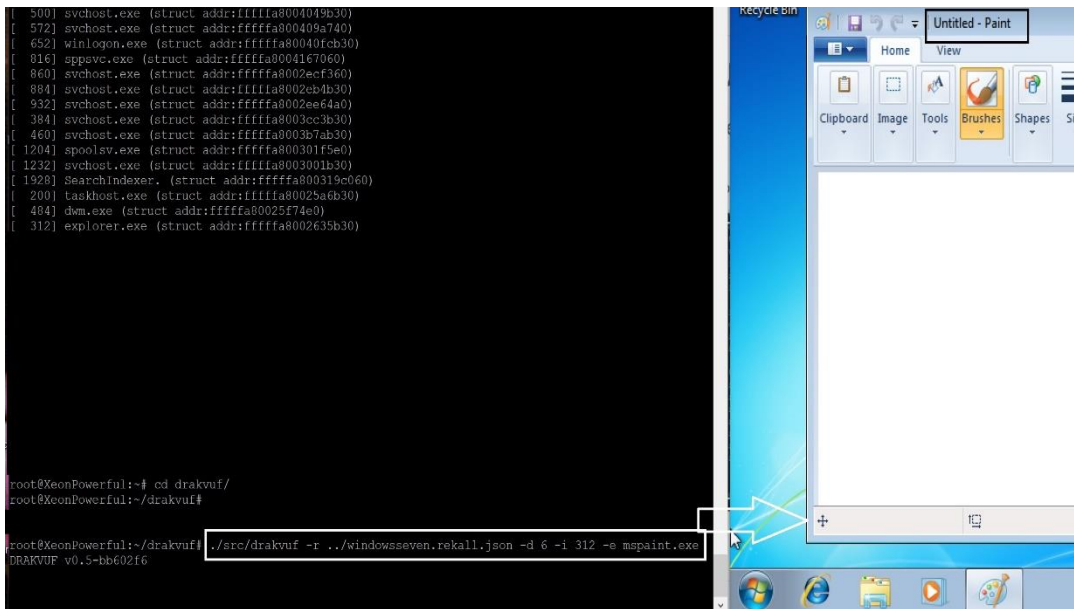 [ 500] svchost.exe (struct addr:fffffa8004049b30)
[ 572] svchost.exe (struct addr:fffffa800409a740)
[ 652] winlogon.exe (struct addr:fffffa80040fcb30)
[ 816] sppsvc.exe (struct addr:fffffa8004167060)
[ 860] svchost.exe (struct addr:fffffa8002ecf360)
[ 884] svchost.exe (struct addr:fffffa8002eb4b30)
[ 932] svchost.exe (struct addr:fffffa8002ee64a0)
[ 384] svchost.exe (struct addr:fffffa8003cc3b30)
[ 460] svchost.exe (struct addr:fffffa8003b7ab30)
[ 1204] spoolsv.exe (struct addr:fffffa800301f5e0)
[ 1232] svchost.exe (struct addr:fffffa8003001b30)
[ 1928] SearchIndexer. (struct addr:fffffa800319c060)
[ 200] taskhost.exe (struct addr:fffffa80025a6b30)
[ 484] dwm.exe (struct addr:fffffa80025f74e0)
[ 312] explorer.exe (struct addr:fffffa8002635b30)
root@XeonPowerful:~# cd drakvuf/
root@XeonPowerful:~/drakvuf#
root@XeonPowerful:~/drakvuf# ./src/drakvuf -r ../windowsseven.rekall.json -d 6 -i 312 -e mspaint.exe
DRAKVUF v0.5-bb602f6
Recycle Bin
Untitled - Paint
Home View
Clipboard Image Tools Brushes Shapes